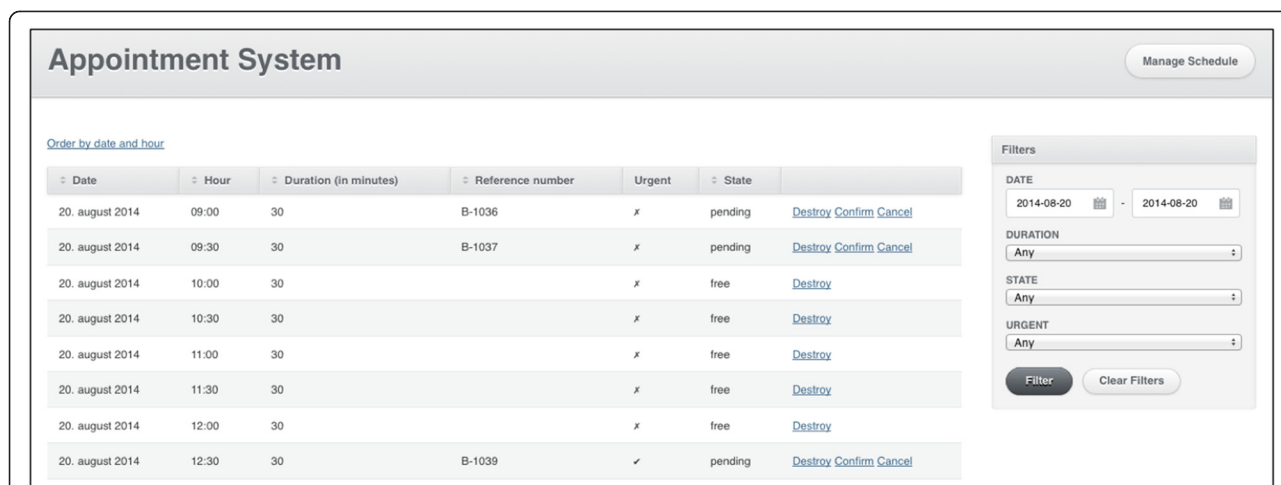 Appointment System
Manage Schedule
Order by date and hour
Date Hour Duration (in minutes) Reference number Urgent State
20. august 2014 09:00 30 B-1036 ✗ pending Destroy Confirm Cancel
20. august 2014 09:30 30 B-1037 ✗ pending Destroy Confirm Cancel
20. august 2014 10:00 30 ✗ free Destroy
20. august 2014 10:30 30 ✗ free Destroy
20. august 2014 11:00 30 ✗ free Destroy
20. august 2014 11:30 30 ✗ free Destroy
20. august 2014 12:00 30 ✗ free Destroy
20. august 2014 12:30 30 B-1039 ✔ pending Destroy Confirm Cancel
Filters
DATE
2014-08-20 - 2014-08-20
DURATION
Any
STATE
Any
URGENT
Any
Filter Clear Filters